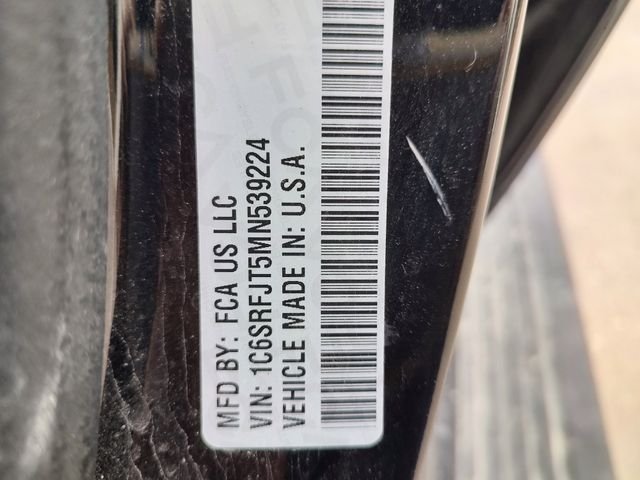 MFD BY: FCA US LLC
VIN: 1C6SRFJT5MN539224
VEHICLE MADE IN: U.S.A.